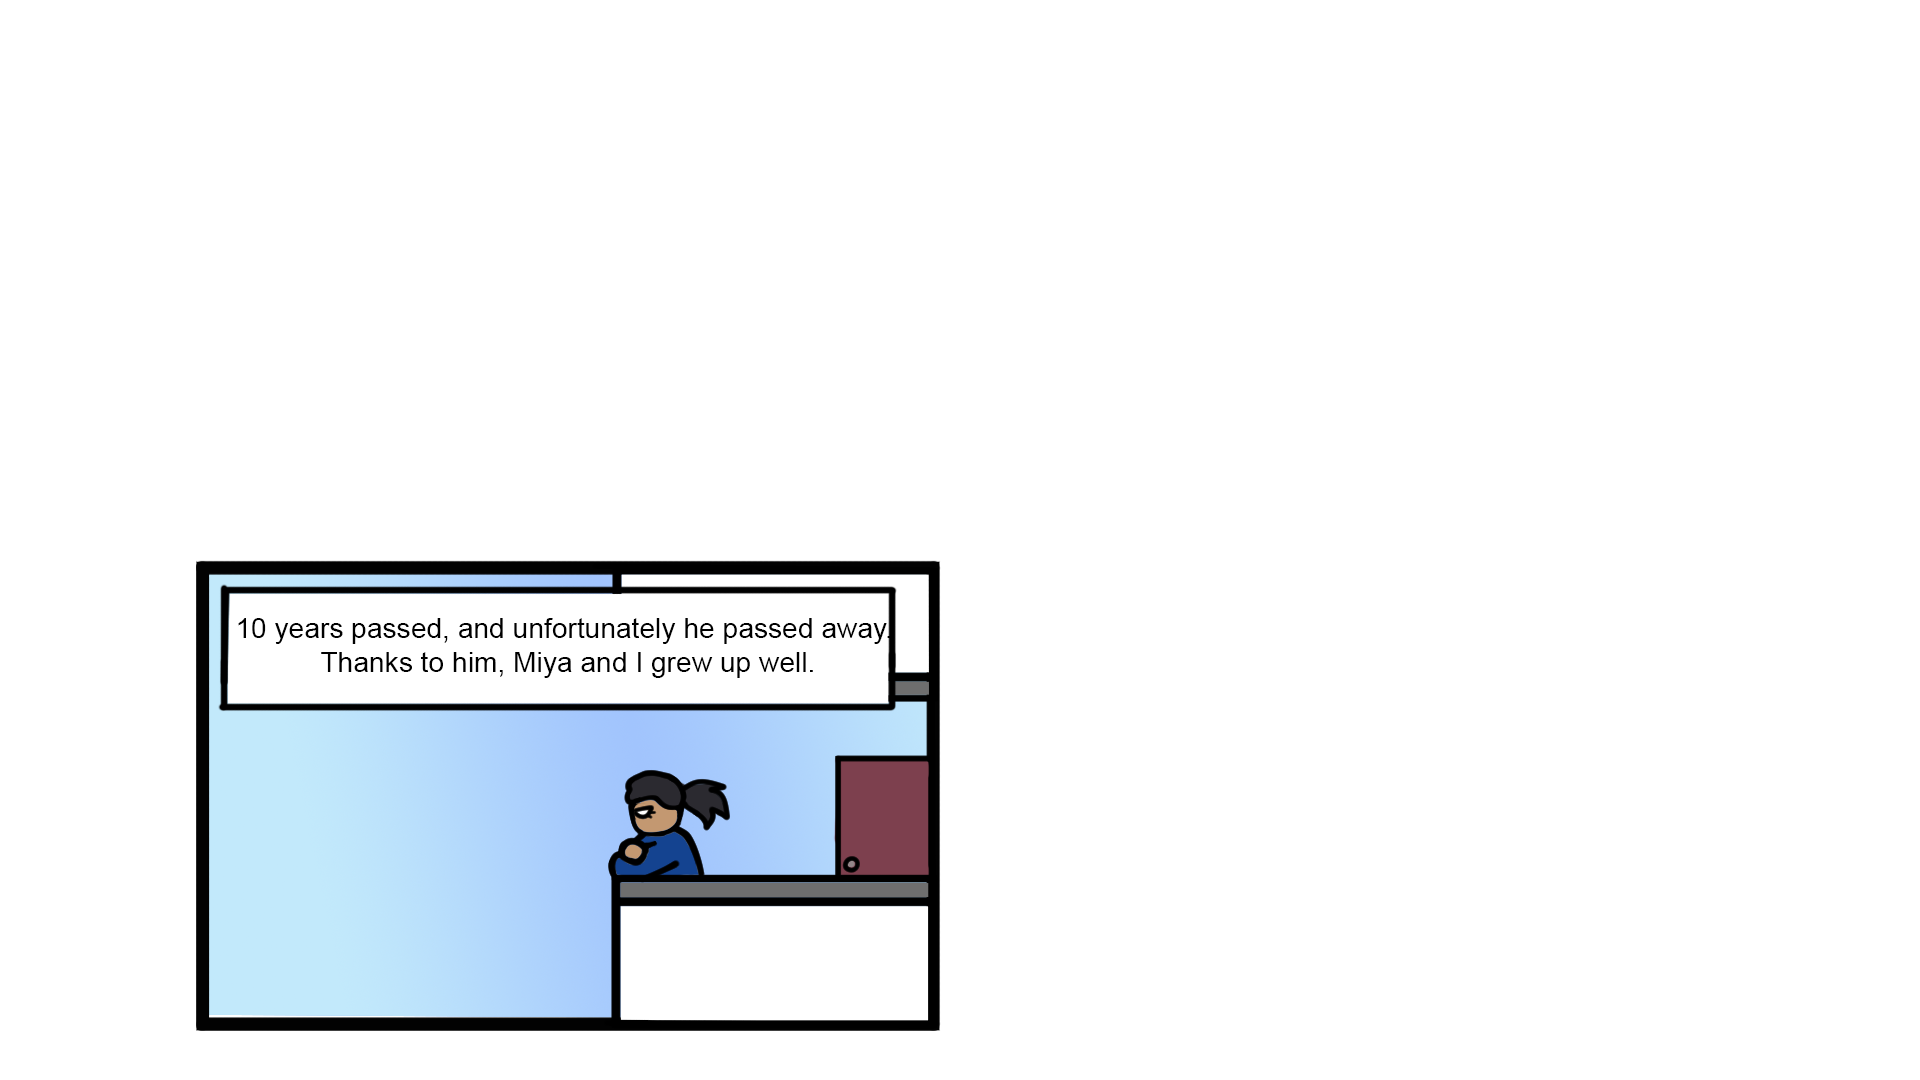 10 years passed, and unfortunately he passed away.
Thanks to him, Miya and I grew up well.